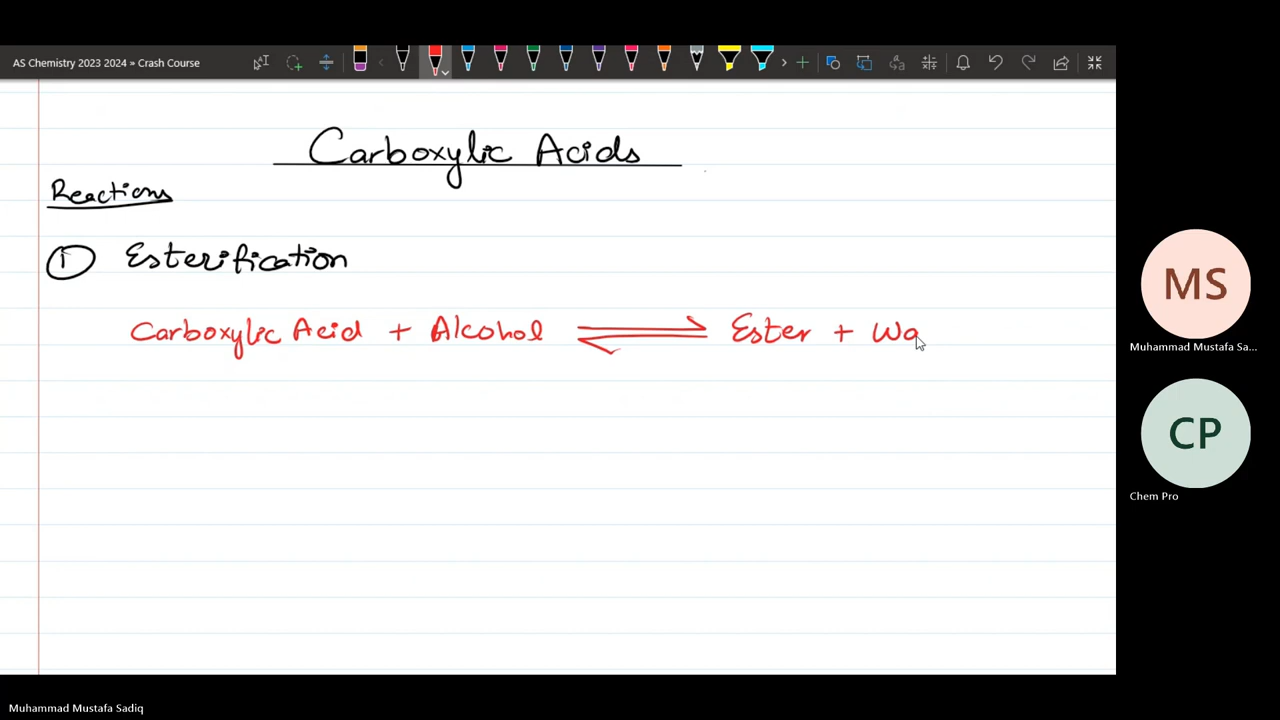 AS Chemistry 2023 2024 » Crash Course
Carboxylic Acids
Reactions
1 Esterification
Carboxylic Acid + Alcohol ⇌ Ester + Wa
MS
Muhammad Mustafa Sa...
CP
Chem Pro
Muhammad Mustafa Sadiq